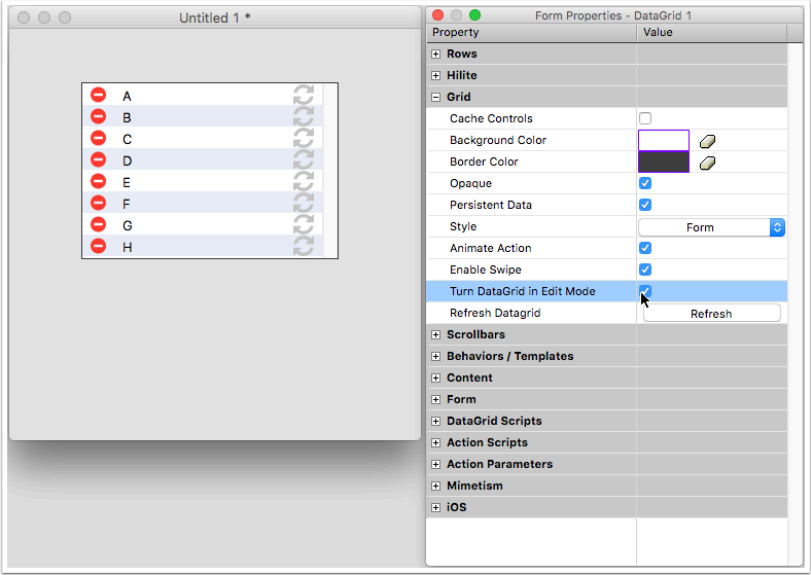 Untitled 1 *
A
B
C
D
E
F
G
H
Form Properties - DataGrid 1
Property Value
Rows
Hilite
Grid
Cache Controls
Background Color
Border Color
Opaque
Persistent Data
Style Form
Animate Action
Enable Swipe
Turn DataGrid in Edit Mode
Refresh Datagrid Refresh
Scrollbars
Behaviors / Templates
Content
Form
DataGrid Scripts
Action Scripts
Action Parameters
Mimetism
iOS